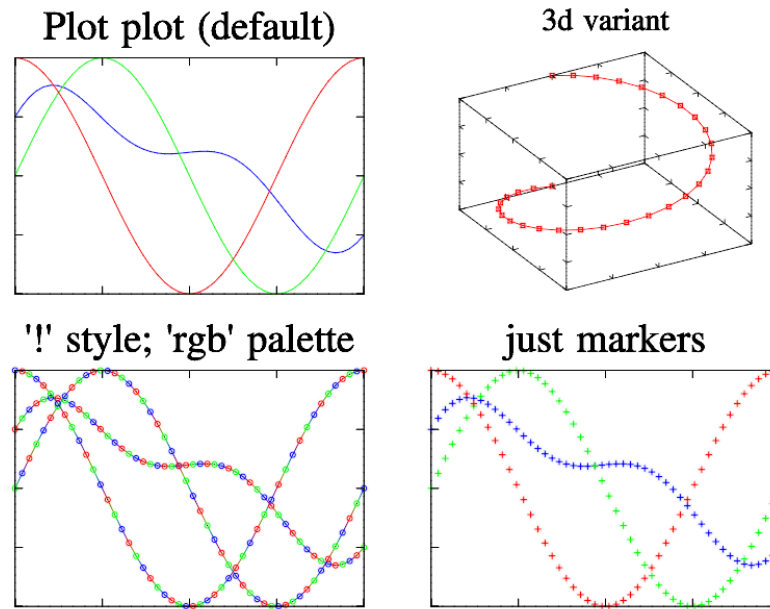 Plot plot (default)
3d variant
'!' style; 'rgb' palette
just markers